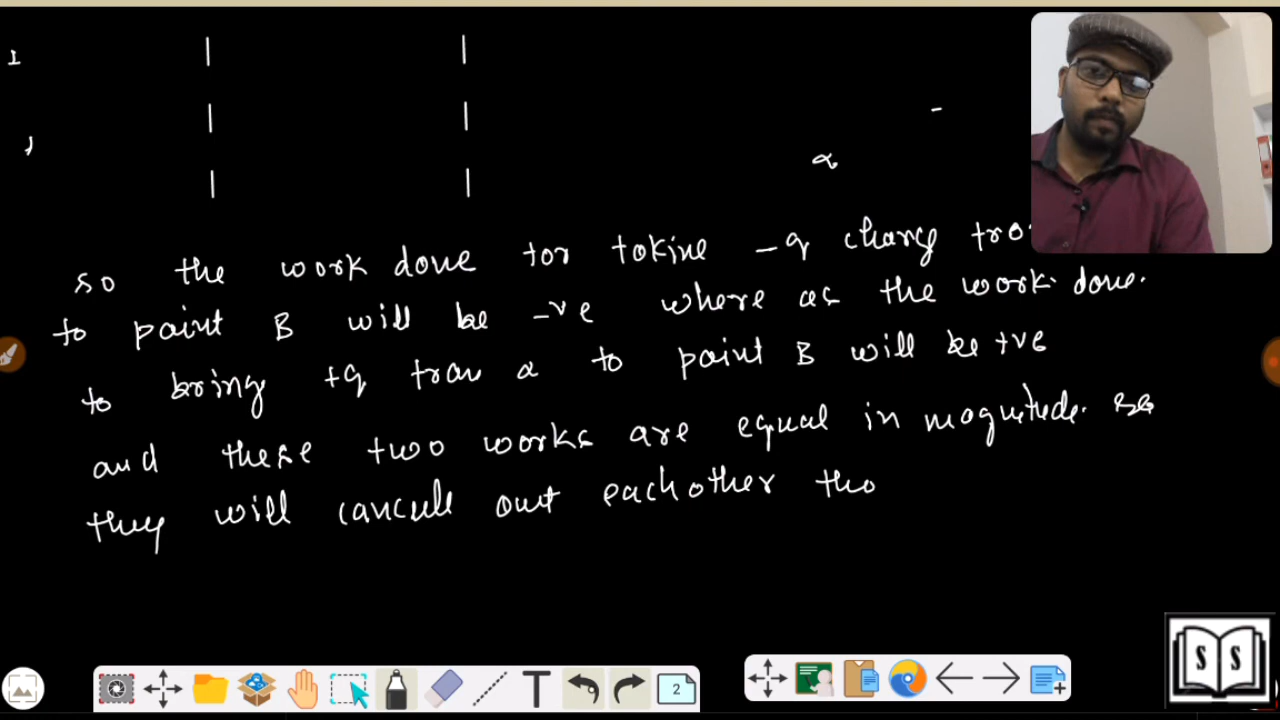 α
so the work done for taking -q charge fro
to point B will be -ve where as the work done.
to bring +q from α to point B will be +ve
and these two works are equal in magnitude. so
they will cancell out eachother tho
T 2
S S